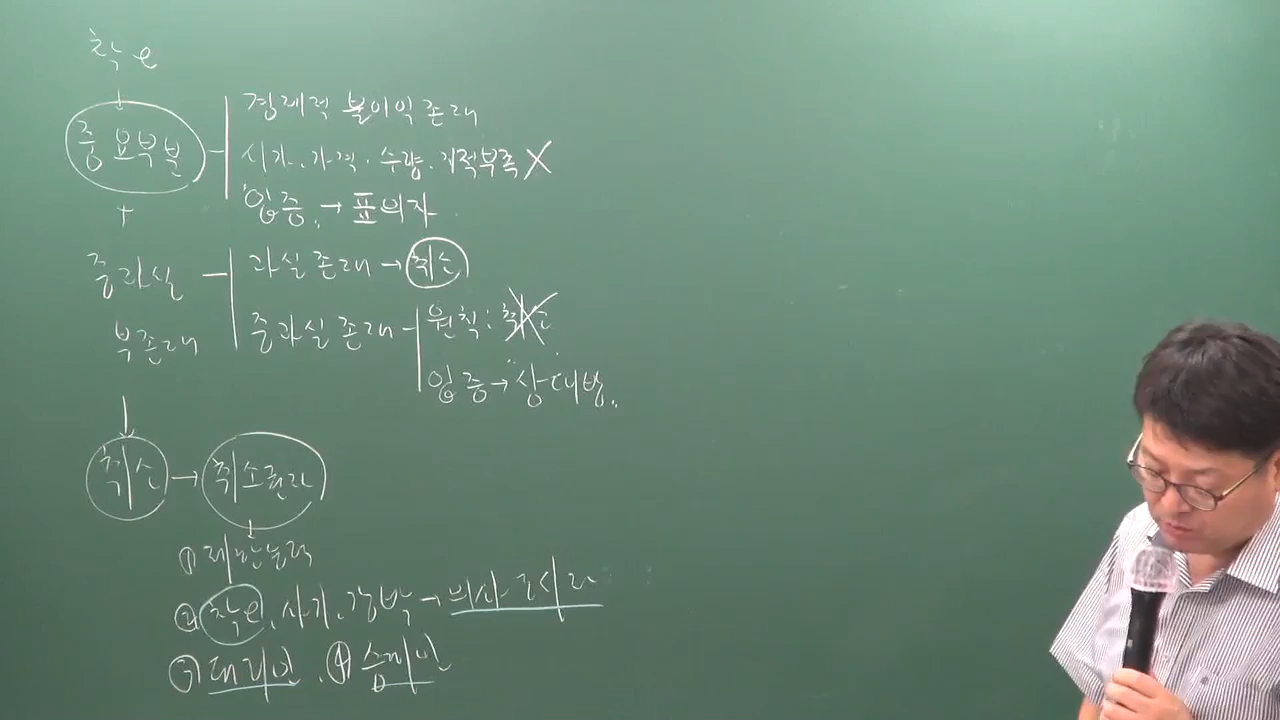 착오
↓
중요부분
경제적 불이익 존재
시가. 가격. 수량. 지적부족 X
입증. → 표의자
+
중과실
부존재
과실 존재 → 취소
중과실 존재
원칙: 취소
입증 → 상대방.
↓
취소 → 취소권자
↓
① 제한능력
② 착오. 사기. 강박 → 의사표시자
③ 대리인. ④ 승계인